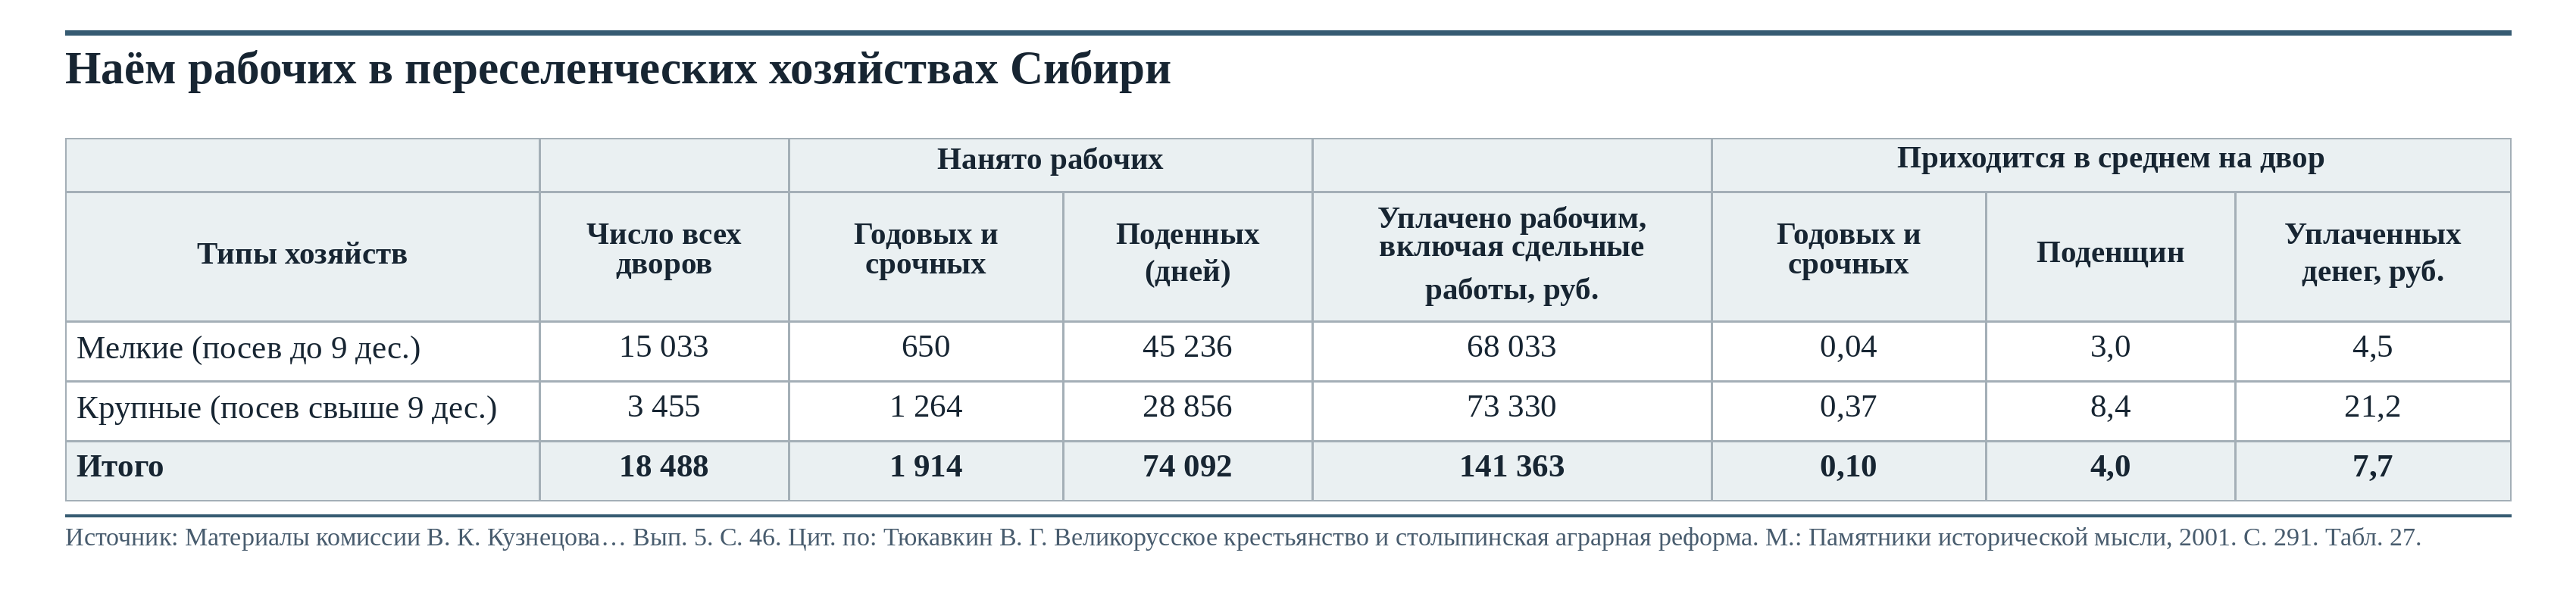 Наём рабочих в переселенческих хозяйствах Сибири
Нанято рабочих Приходится в среднем на двор
Типы хозяйств Число всех дворов Годовых и срочных Поденных (дней) Уплачено рабочим, включая сдельные работы, руб. Годовых и срочных Поденщин Уплаченных денег, руб.
Мелкие (посев до 9 дес.) 15 033 650 45 236 68 033 0,04 3,0 4,5
Крупные (посев свыше 9 дес.) 3 455 1 264 28 856 73 330 0,37 8,4 21,2
Итого 18 488 1 914 74 092 141 363 0,10 4,0 7,7
Источник: Материалы комиссии В. К. Кузнецова… Вып. 5. С. 46. Цит. по: Тюкавкин В. Г. Великорусское крестьянство и столыпинская аграрная реформа. М.: Памятники исторической мысли, 2001. С. 291. Табл. 27.